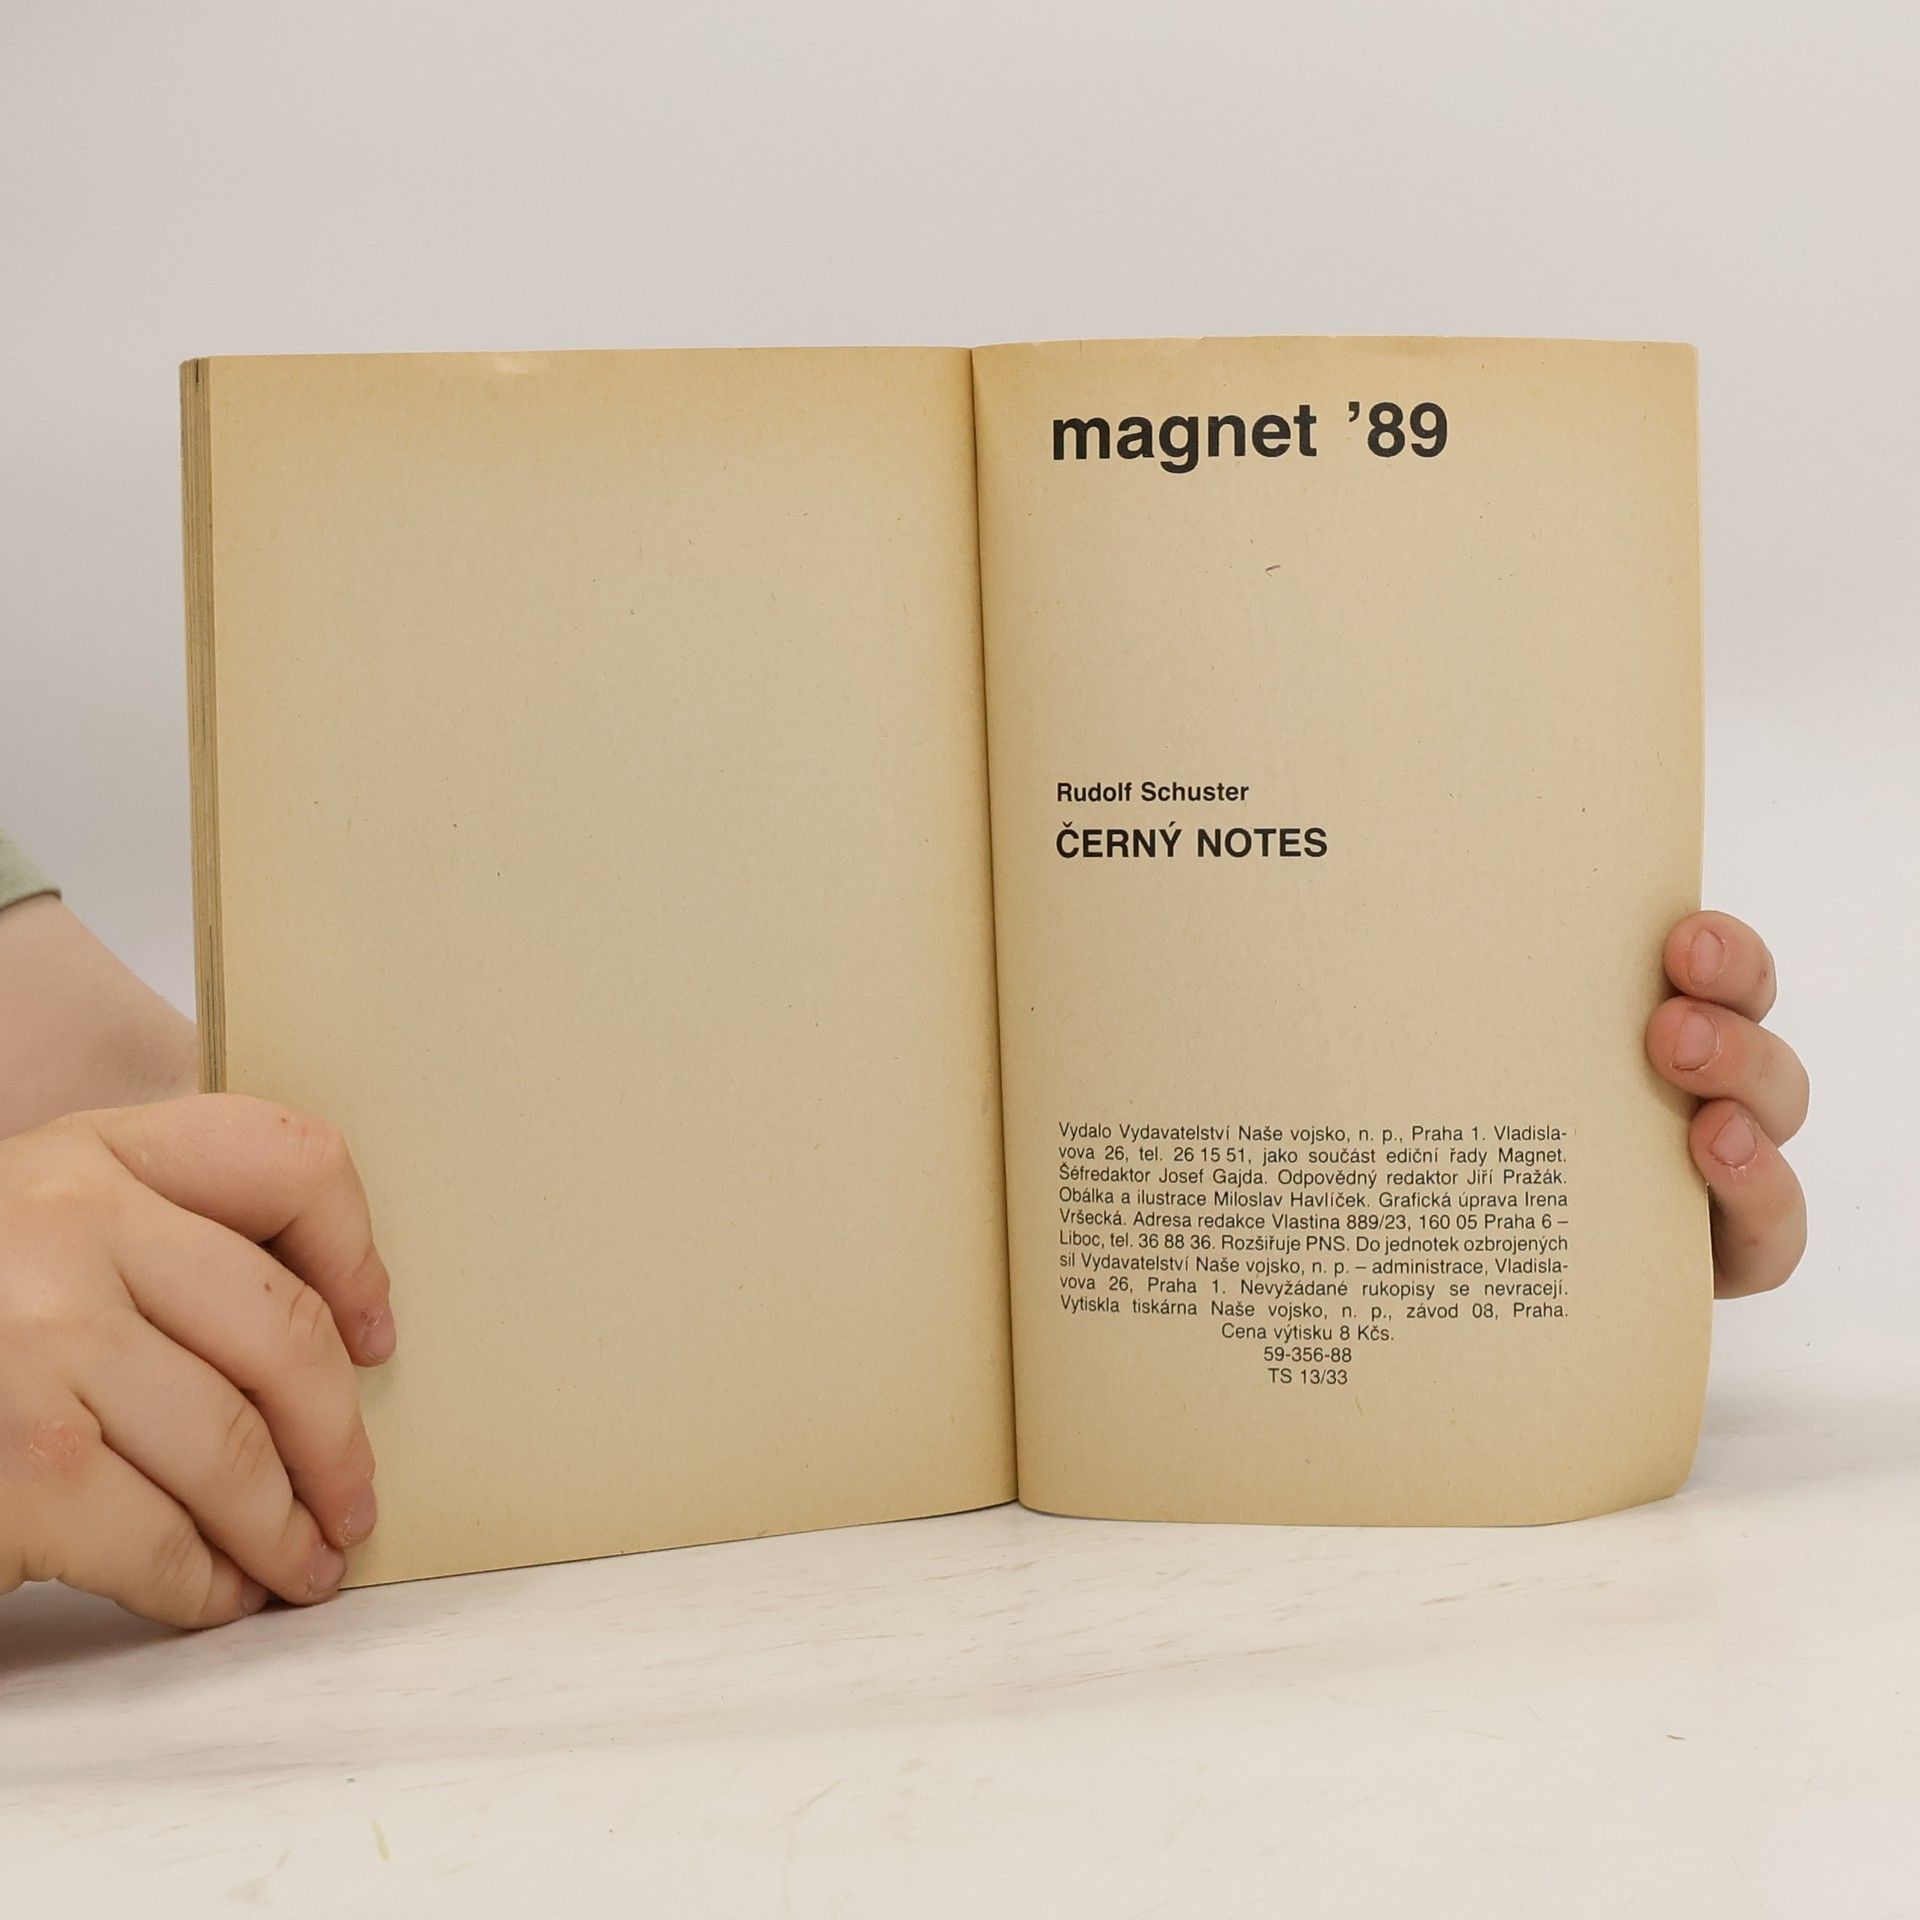 magnet ’89
Rudolf Schuster
ČERNÝ NOTES
Vydalo Vydavatelství Naše vojsko, n. p., Praha 1. Vladisla-
vova 26, tel. 26 15 51, jako součást ediční řady Magnet.
Šéfredaktor Josef Gajda. Odpovědný redaktor Jiří Pražák.
Obálka a ilustrace Miloslav Havlíček. Grafická úprava Irena
Vršecká. Adresa redakce Vlastina 889/23, 160 05 Praha 6 –
Liboc, tel. 36 88 36. Rozšiřuje PNS. Do jednotek ozbrojených
sil Vydavatelství Naše vojsko, n. p. – administrace, Vladisla-
vova 26, Praha 1. Nevyžádané rukopisy se nevracejí.
Vytiskla tiskárna Naše vojsko, n. p., závod 08, Praha.
Cena výtisku 8 Kčs.
59-356-88
TS 13/33